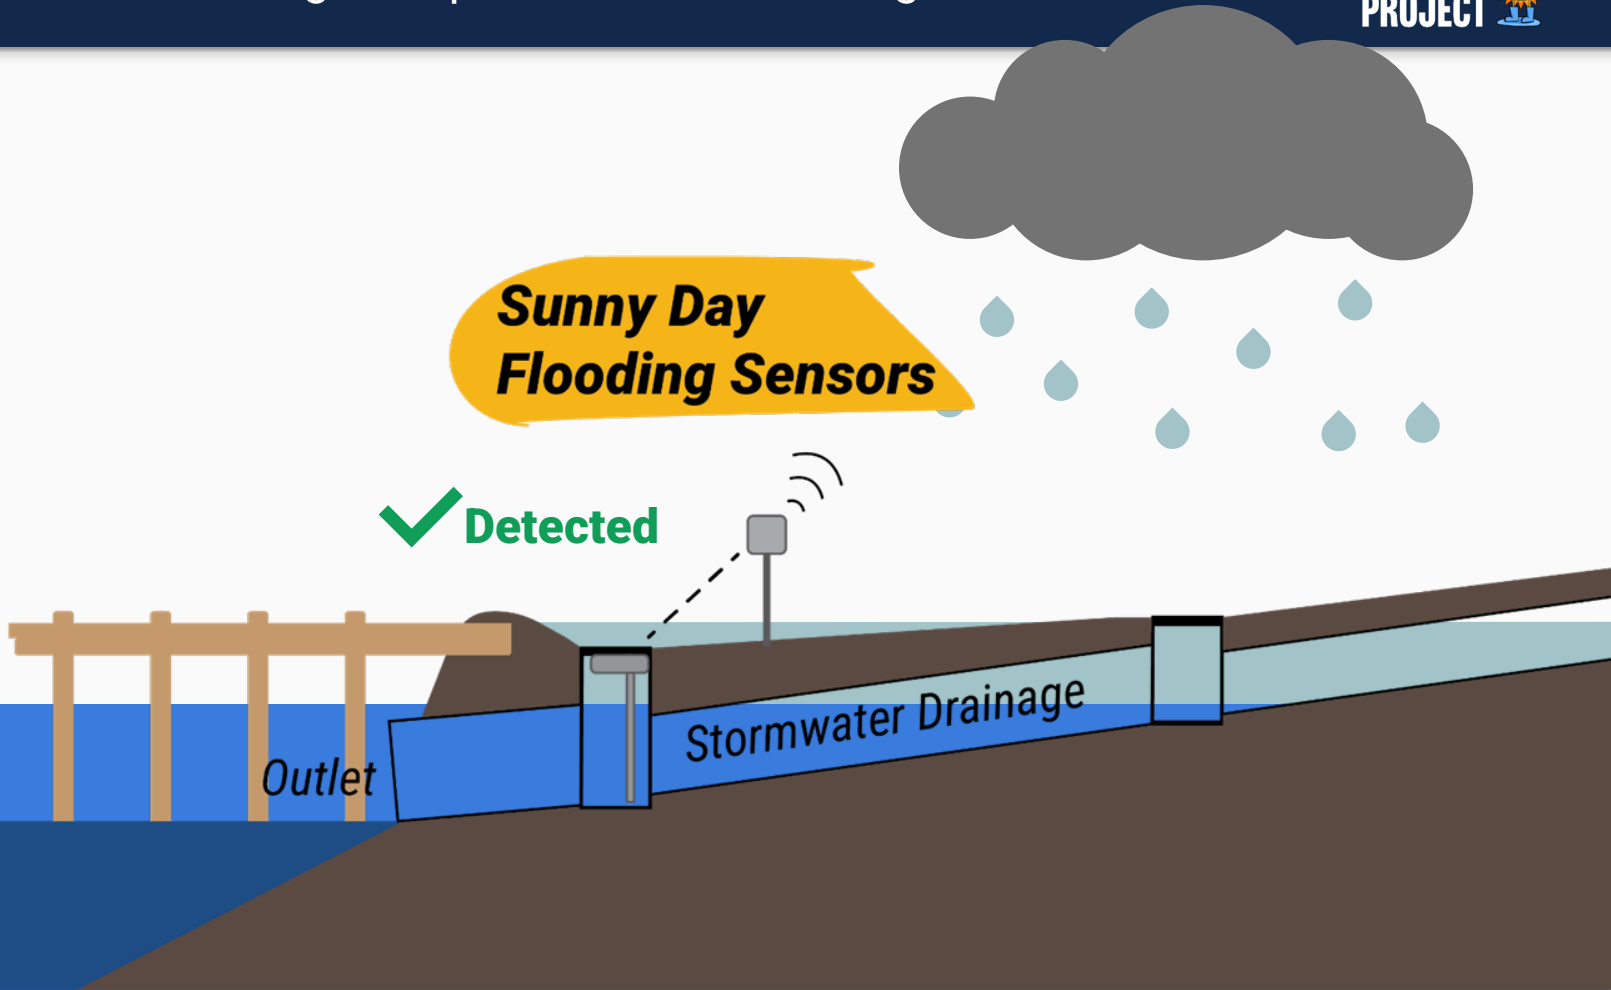 PROJECT
Sunny Day
Flooding Sensors
Detected
Stormwater Drainage
Outlet